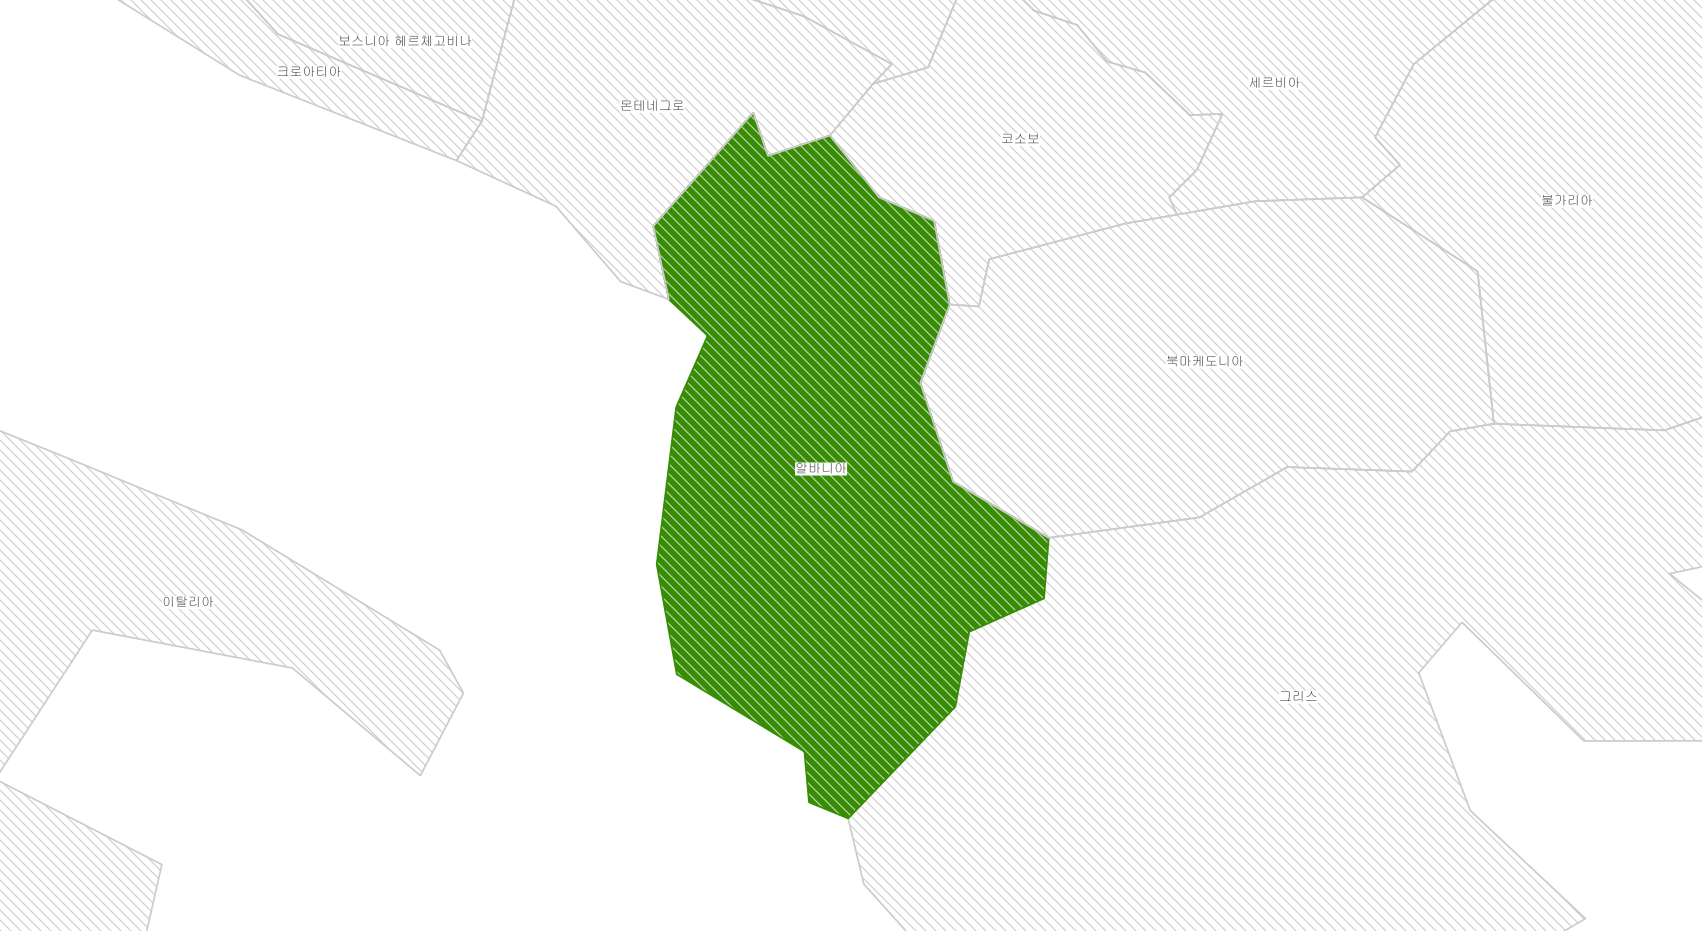 보스니아 헤르체고비나
크로아티아
세르비아
몬테네그로
코소보
불가리아
북마케도니아
알바니아
이탈리아
그리스